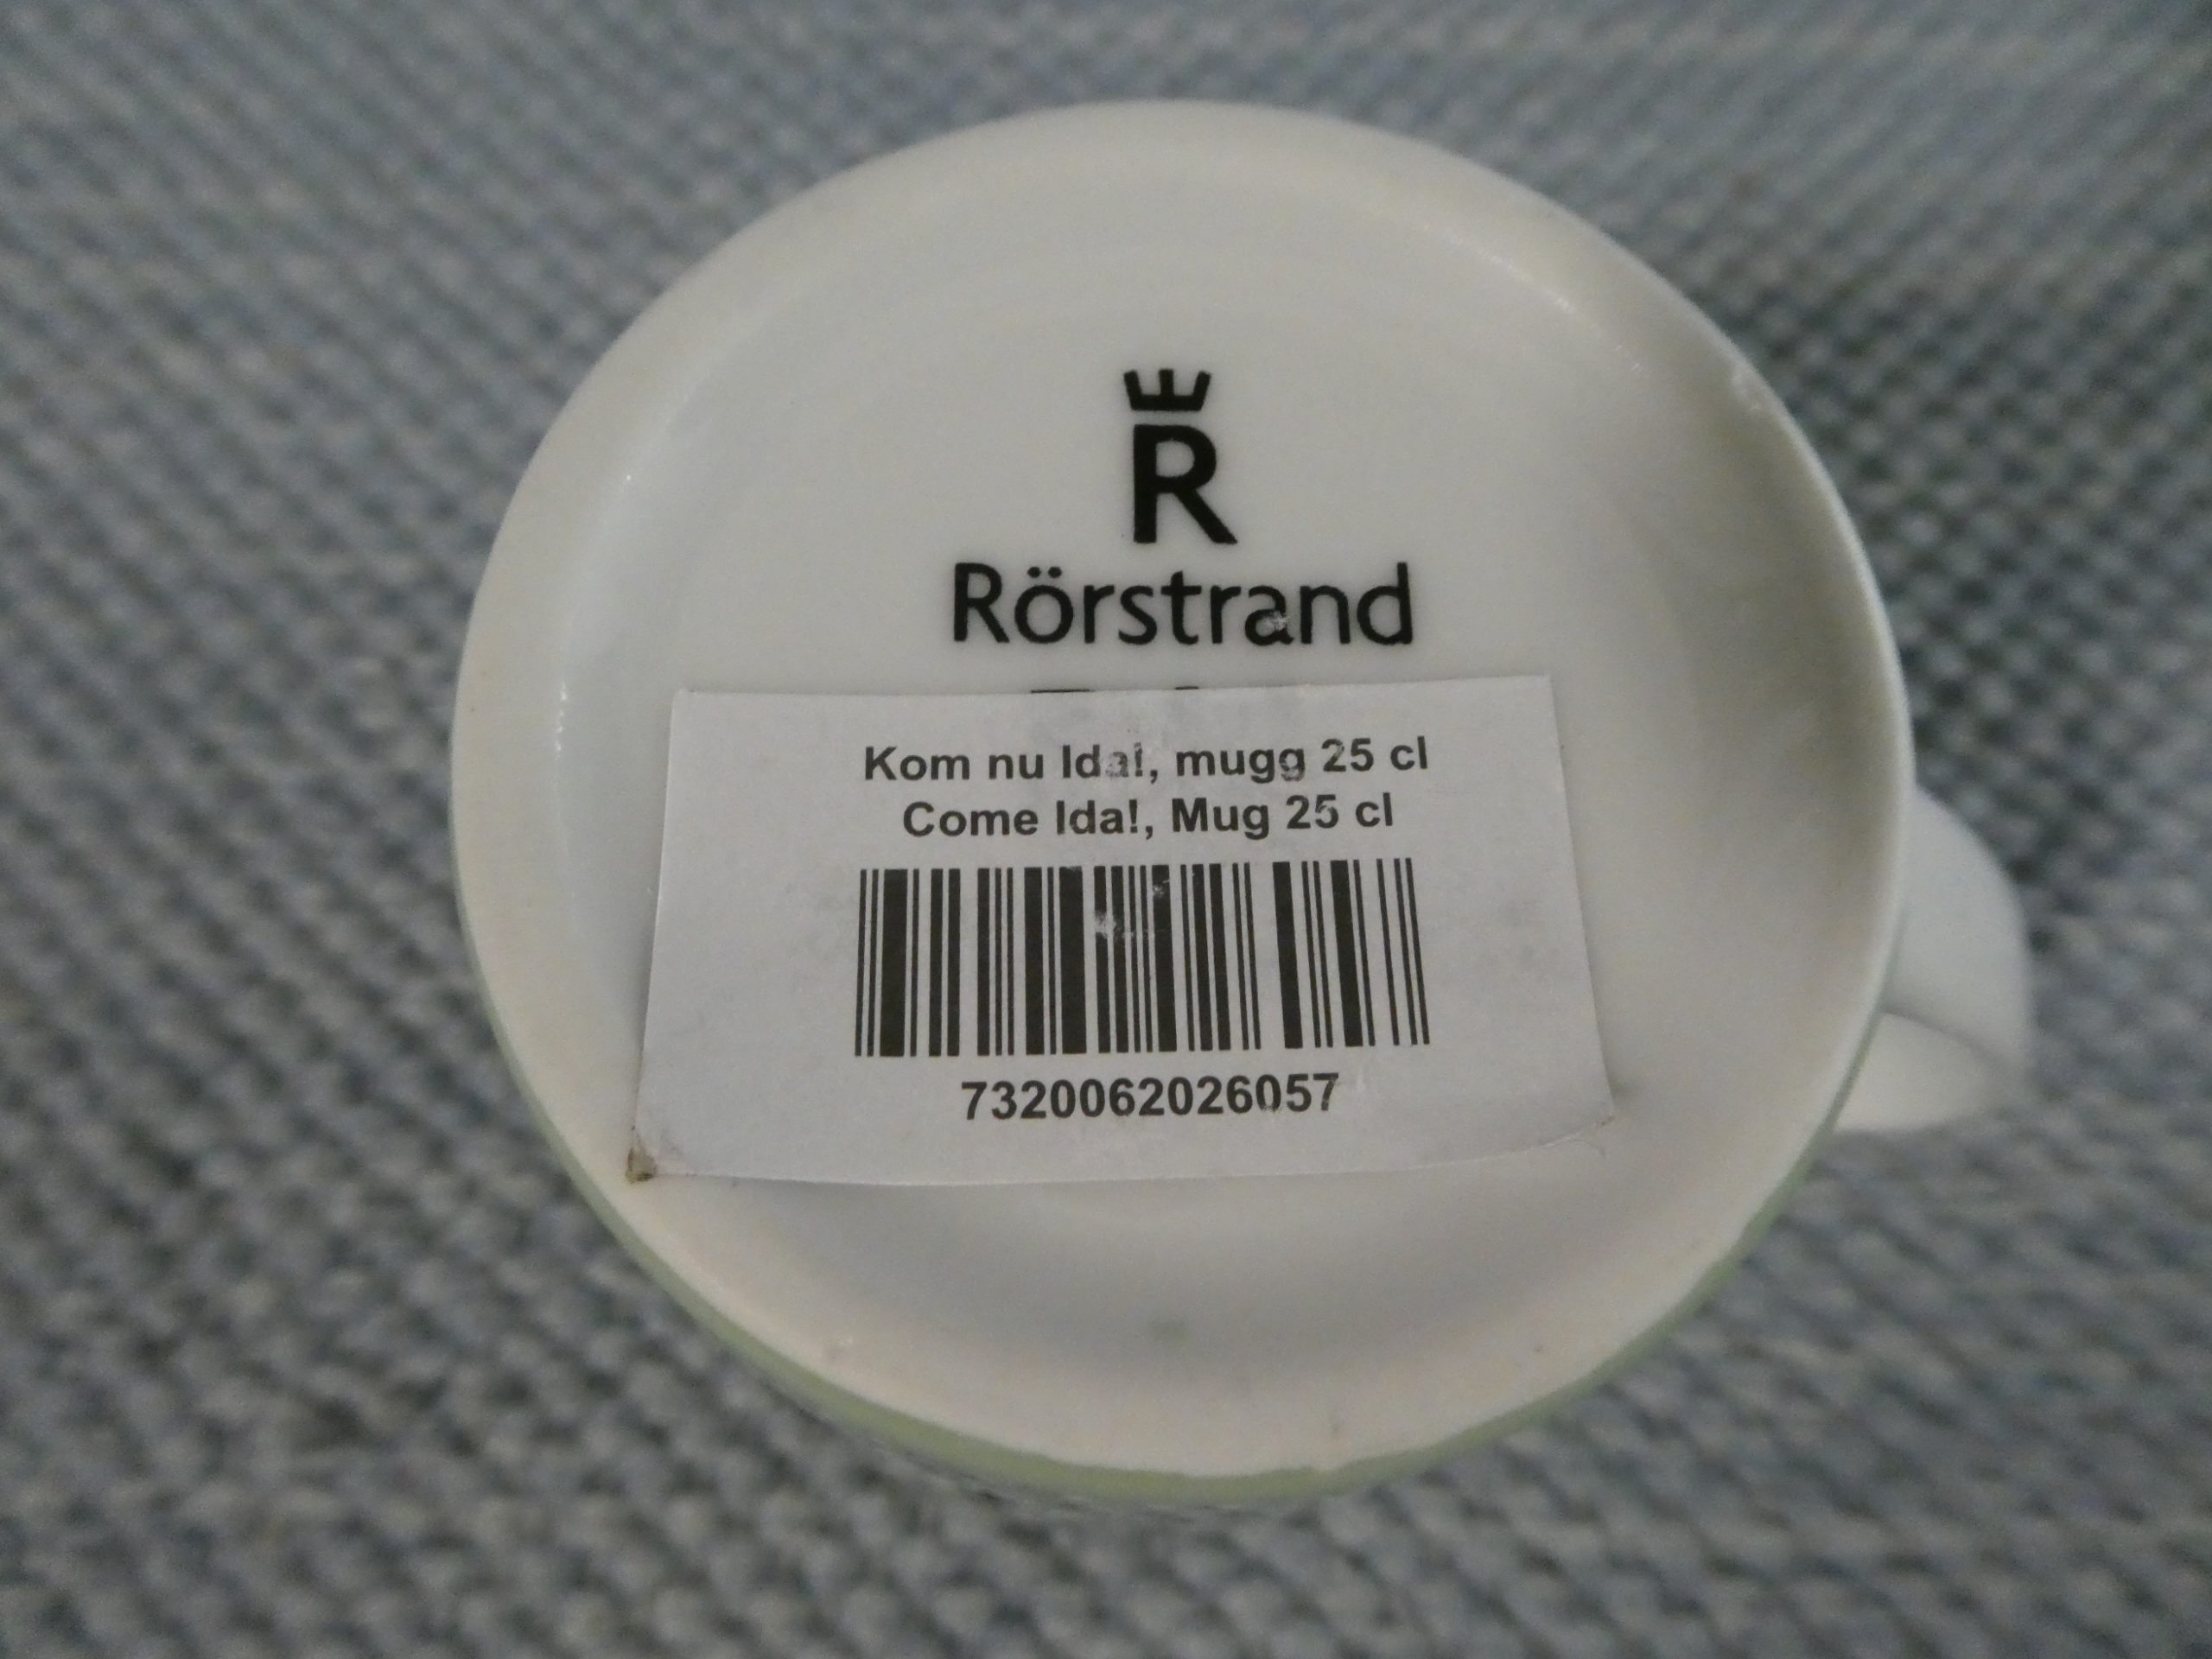 R
Rörstrand
Kom nu Ida!, mugg 25 cl
Come Ida!, Mug 25 cl
7320062026057